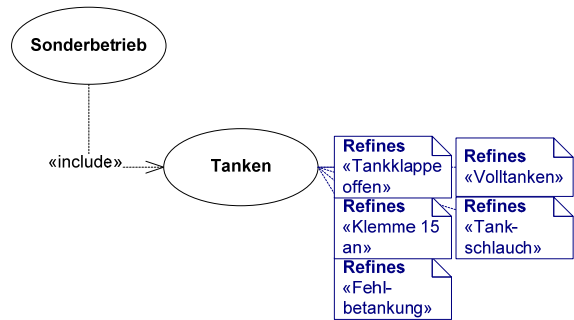 Sonderbetrieb
«include»
Tanken
Refines
«Tankklappe
offen»
Refines
«Volltanken»
Refines
«Klemme 15
an»
Refines
«Tank-
schlauch»
Refines
«Fehl-
betankung»